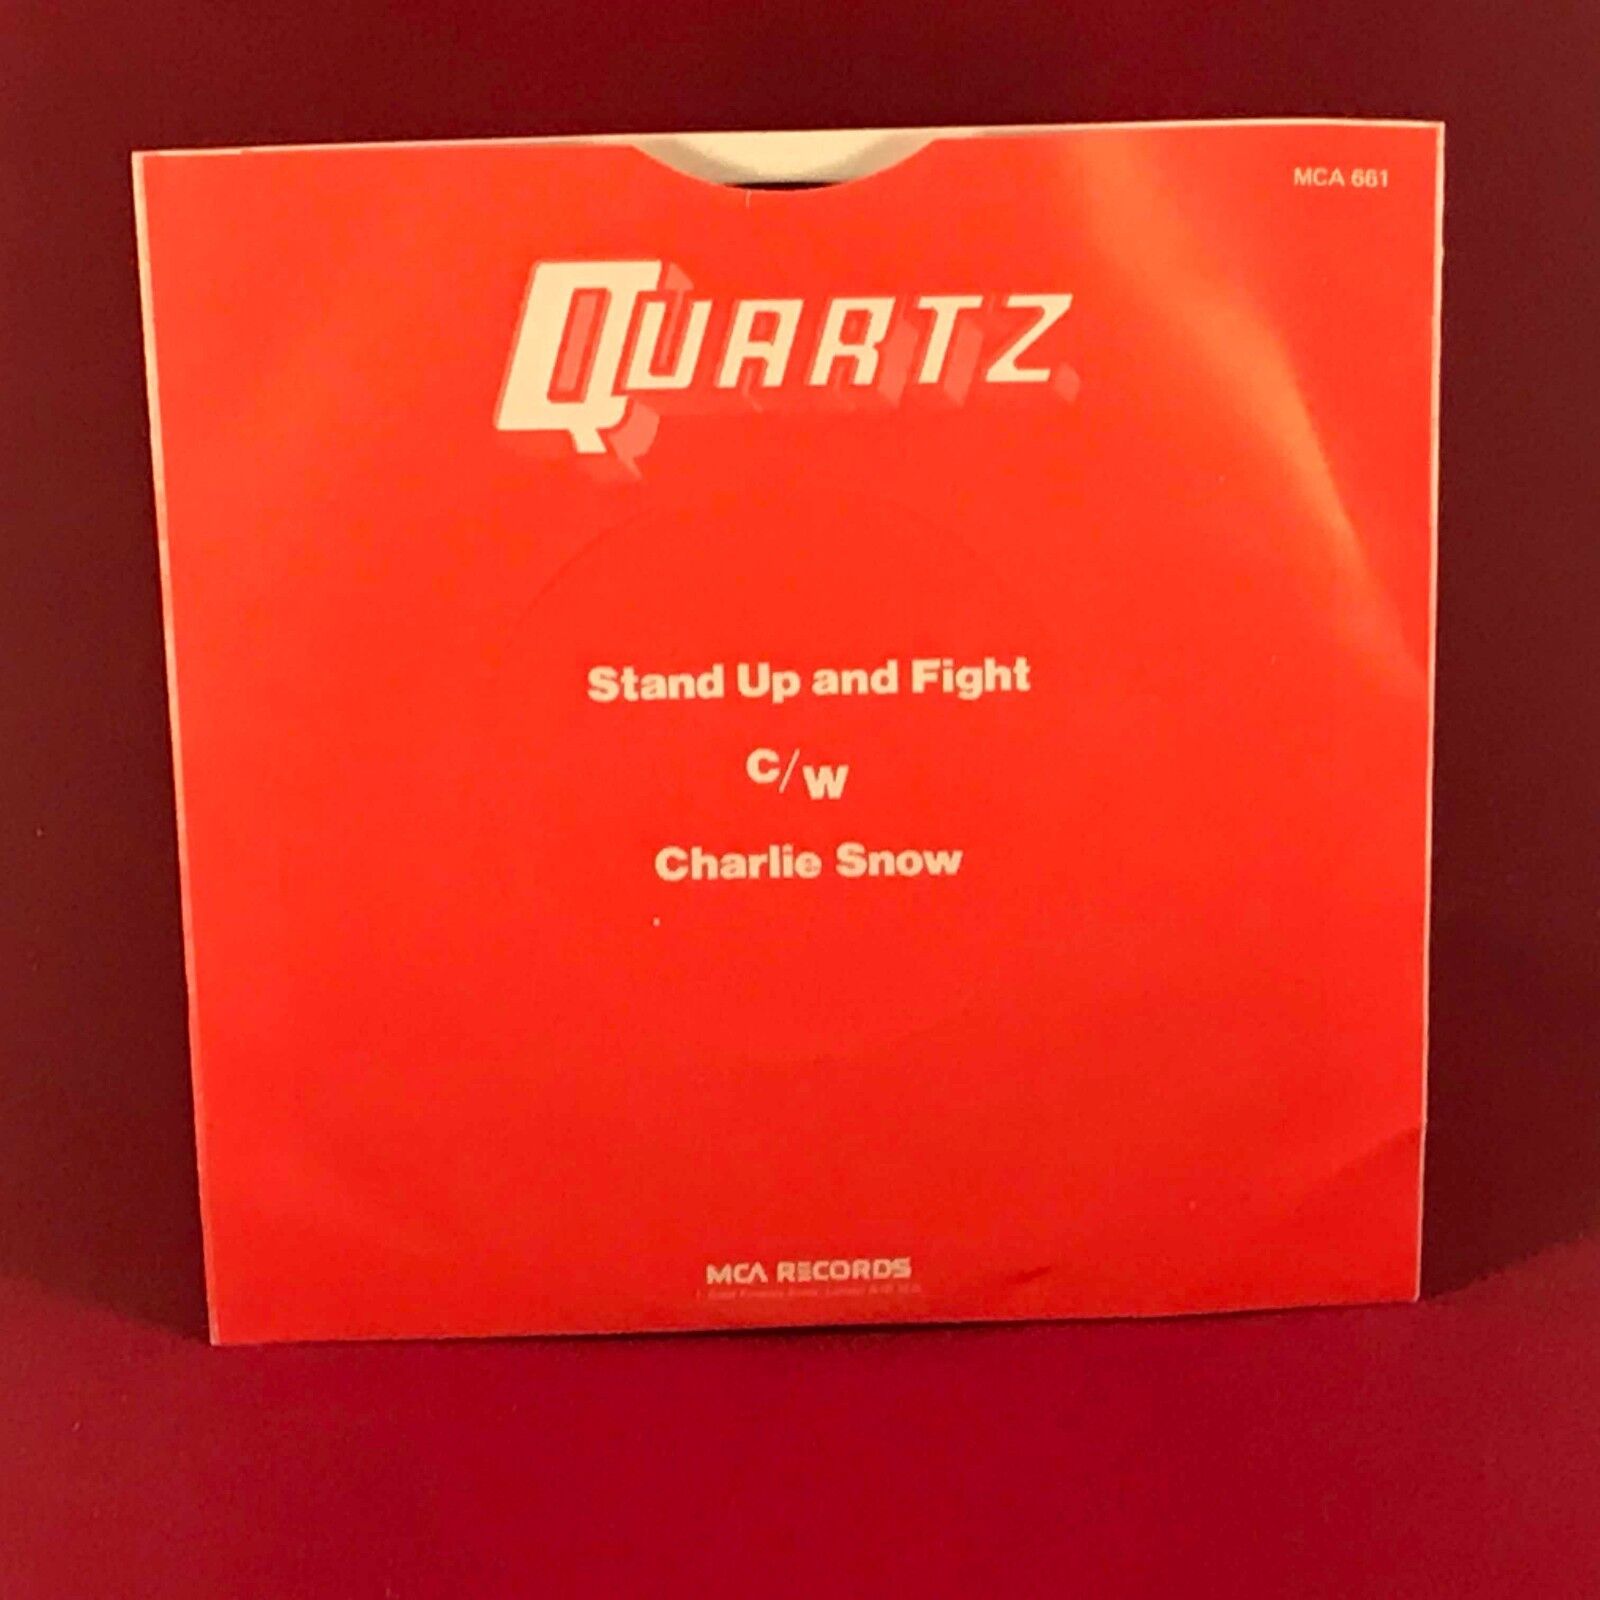 MCA 661
QUARTZ
Stand Up and Fight
C/W
Charlie Snow
MCA RECORDS